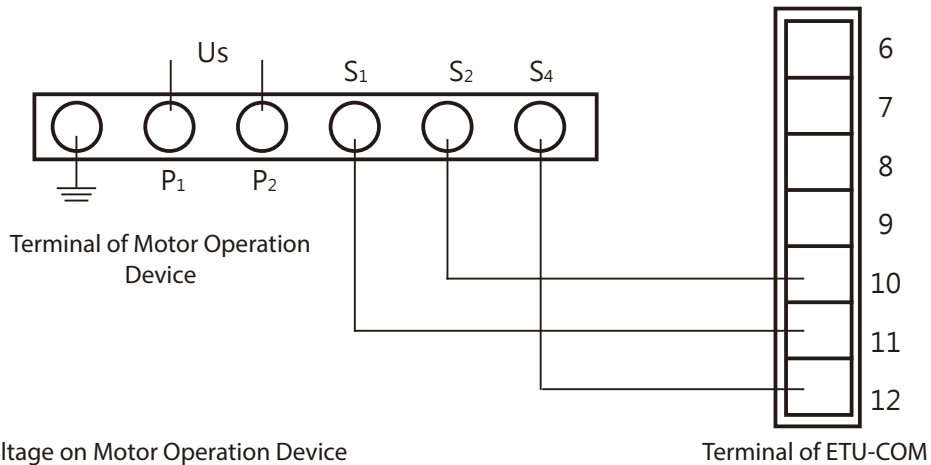 Us
S1 S2 S4
P1 P2
Terminal of Motor Operation
Device
6
7
8
9
10
11
12
ltage on Motor Operation Device
Terminal of ETU-COM